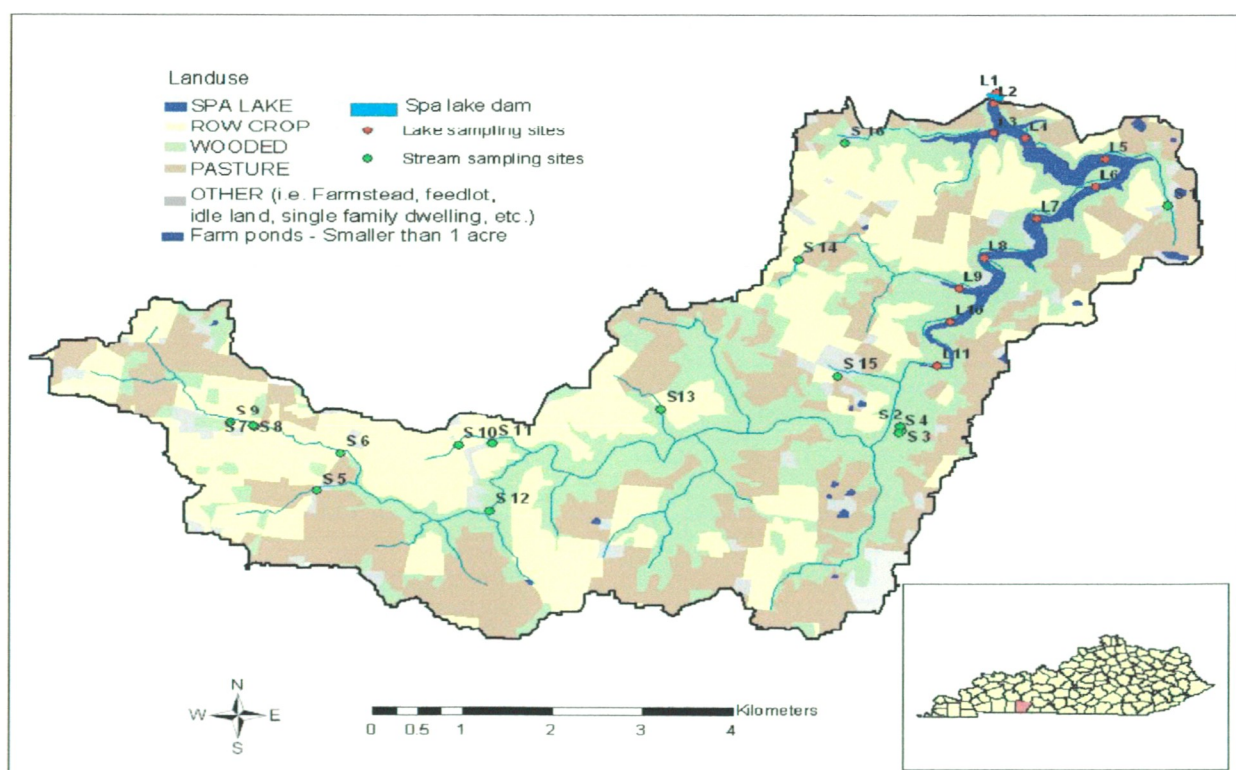 Landuse
SPA LAKE
ROW CROP
WOODED
PASTURE
OTHER (i.e. Farmstead, feedlot,
idle land, single family dwelling, etc.)
Farm ponds - Smaller than 1 acre
Spa lake dam
Lake sampling sites
Stream sampling sites
L1
L2
L3
L4
S 16
L5
L6
S 1
L7
S 14
L8
L9
L10
L11
S 15
S 13
S 2
S 4
S 3
S 9
S 7
S 8
S 10
S 11
S 6
S 5
S 12
N
W
E
S
Kilometers
0
0.5
1
2
3
4